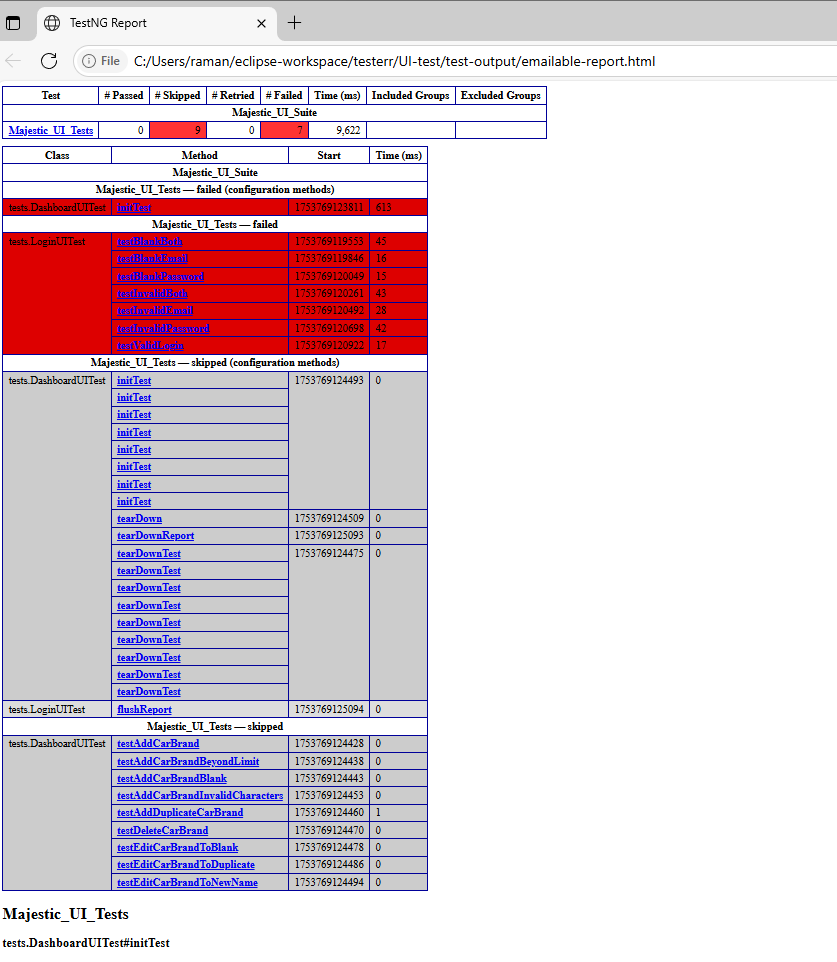 TestNG Report
File C:/Users/raman/eclipse-workspace/testerr/UI-test/test-output/emailable-report.html
Test # Passed # Skipped # Retried # Failed Time (ms) Included Groups Excluded Groups
Majestic_UI_Suite
Majestic_UI_Tests 0 9 0 7 9,622
Class Method Start Time (ms)
Majestic_UI_Suite
Majestic_UI_Tests — failed (configuration methods)
tests.DashboardUITest initTest 1753769123811 613
Majestic_UI_Tests — failed
tests.LoginUITest testBlankBoth 1753769119553 45
testBlankEmail 1753769119846 16
testBlankPassword 1753769120049 15
testInvalidBoth 1753769120261 43
testInvalidEmail 1753769120492 28
testInvalidPassword 1753769120698 42
testValidLogin 1753769120922 17
Majestic_UI_Tests — skipped (configuration methods)
tests.DashboardUITest initTest 1753769124493 0
initTest
initTest
initTest
initTest
initTest
initTest
initTest
tearDown 1753769124509 0
tearDownReport 1753769125093 0
tearDownTest 1753769124475 0
tearDownTest
tearDownTest
tearDownTest
tearDownTest
tearDownTest
tearDownTest
tearDownTest
tearDownTest
tests.LoginUITest flushReport 1753769125094 0
Majestic_UI_Tests — skipped
tests.DashboardUITest testAddCarBrand 1753769124428 0
testAddCarBrandBeyondLimit 1753769124438 0
testAddCarBrandBlank 1753769124443 0
testAddCarBrandInvalidCharacters 1753769124453 0
testAddDuplicateCarBrand 1753769124460 1
testDeleteCarBrand 1753769124470 0
testEditCarBrandToBlank 1753769124478 0
testEditCarBrandToDuplicate 1753769124486 0
testEditCarBrandToNewName 1753769124494 0
Majestic_UI_Tests
tests.DashboardUITest#initTest